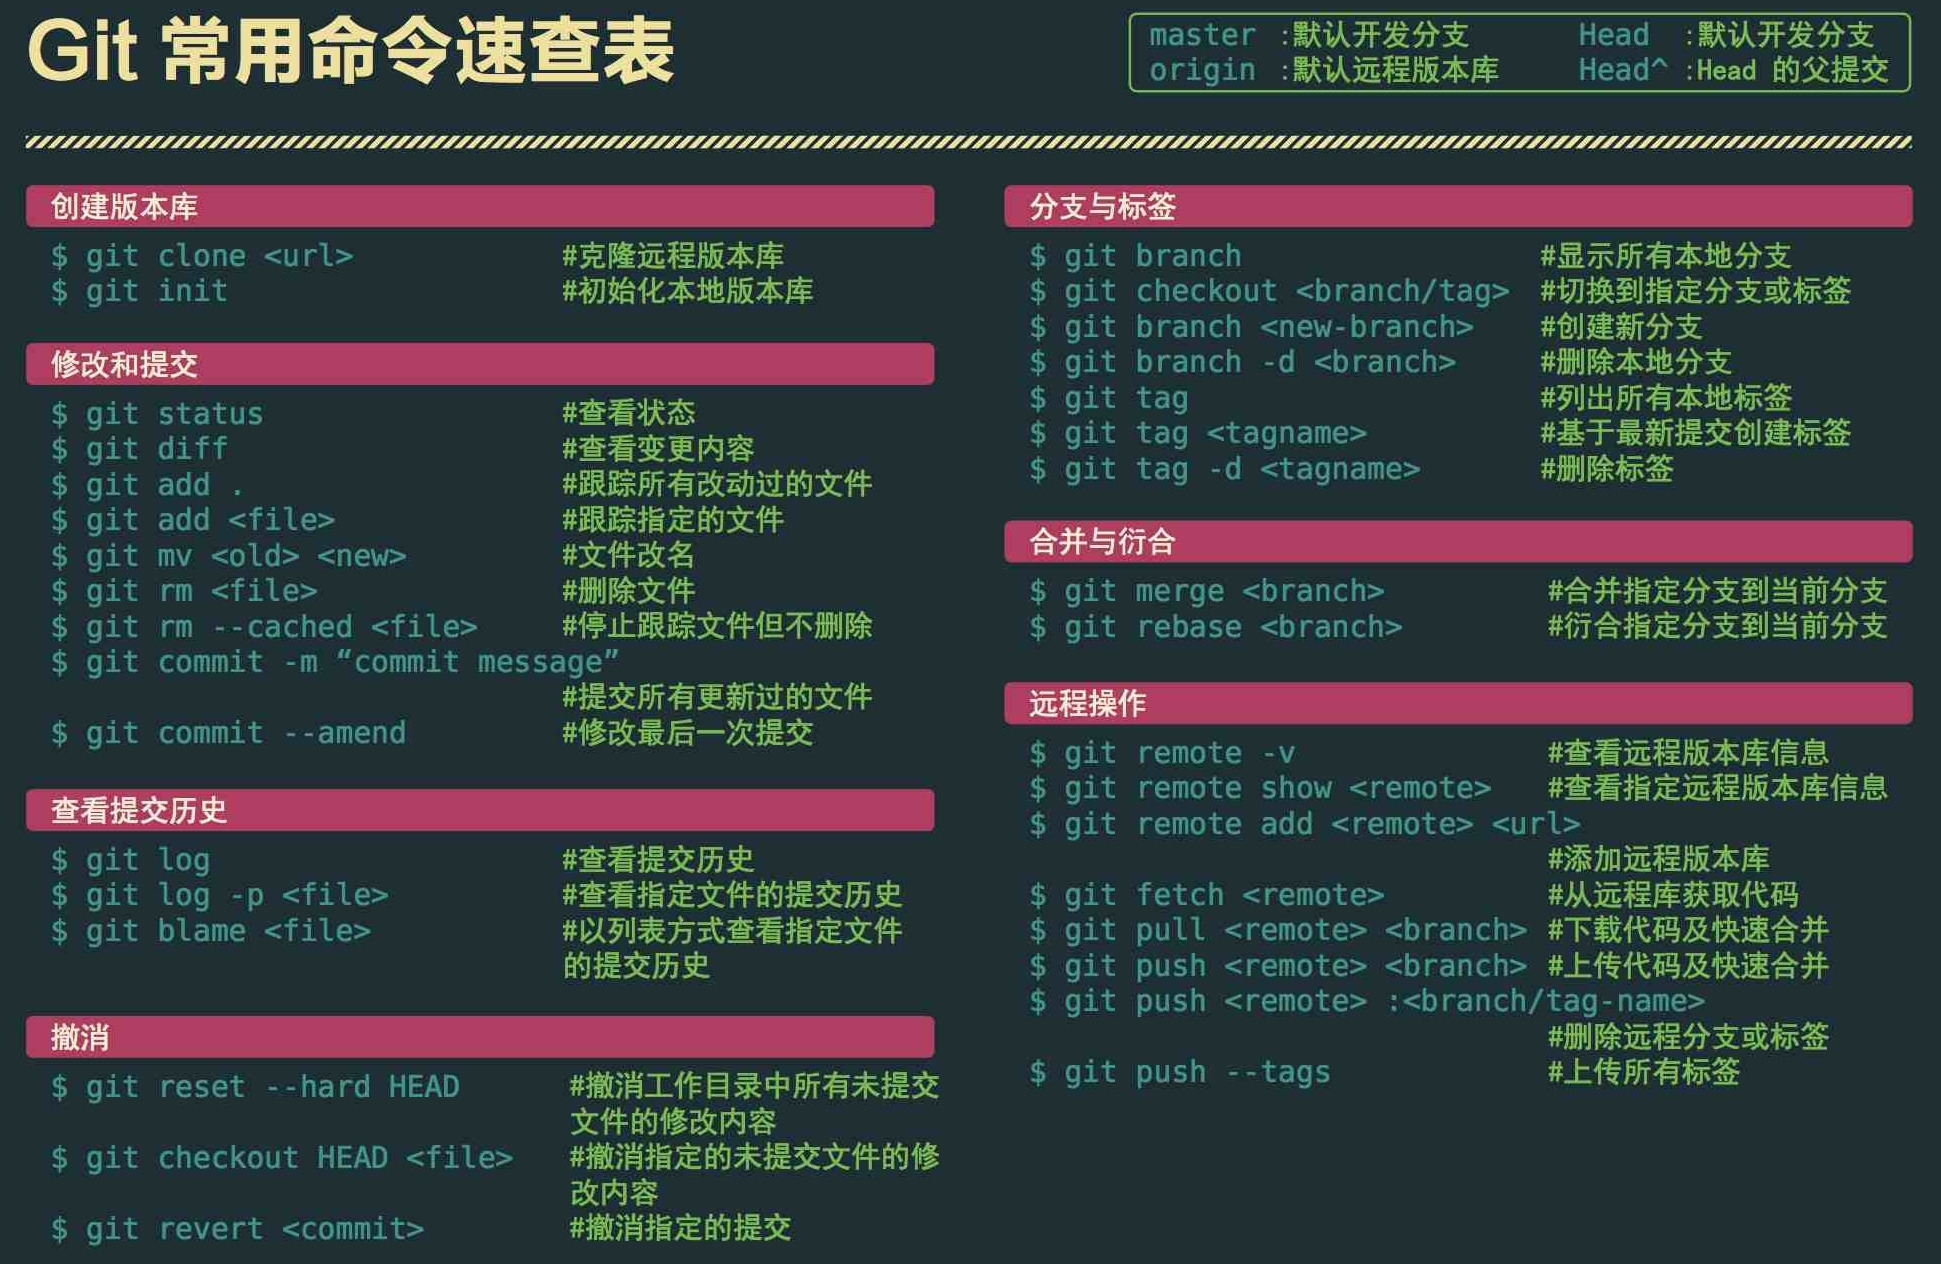 Git 常用命令速查表
master :默认开发分支 Head :默认开发分支
origin :默认远程版本库 Head^ :Head 的父提交
创建版本库
$ git clone <url> #克隆远程版本库
$ git init #初始化本地版本库
修改和提交
$ git status #查看状态
$ git diff #查看变更内容
$ git add . #跟踪所有改动过的文件
$ git add <file> #跟踪指定的文件
$ git mv <old> <new> #文件改名
$ git rm <file> #删除文件
$ git rm --cached <file> #停止跟踪文件但不删除
$ git commit -m “commit message”
#提交所有更新过的文件
$ git commit --amend #修改最后一次提交
查看提交历史
$ git log #查看提交历史
$ git log -p <file> #查看指定文件的提交历史
$ git blame <file> #以列表方式查看指定文件
的提交历史
撤消
$ git reset --hard HEAD #撤消工作目录中所有未提交
文件的修改内容
$ git checkout HEAD <file> #撤消指定的未提交文件的修
改内容
$ git revert <commit> #撤消指定的提交
分支与标签
$ git branch #显示所有本地分支
$ git checkout <branch/tag> #切换到指定分支或标签
$ git branch <new-branch> #创建新分支
$ git branch -d <branch> #删除本地分支
$ git tag #列出所有本地标签
$ git tag <tagname> #基于最新提交创建标签
$ git tag -d <tagname> #删除标签
合并与衍合
$ git merge <branch> #合并指定分支到当前分支
$ git rebase <branch> #衍合指定分支到当前分支
远程操作
$ git remote -v #查看远程版本库信息
$ git remote show <remote> #查看指定远程版本库信息
$ git remote add <remote> <url>
#添加远程版本库
$ git fetch <remote> #从远程库获取代码
$ git pull <remote> <branch> #下载代码及快速合并
$ git push <remote> <branch> #上传代码及快速合并
$ git push <remote> :<branch/tag-name>
#删除远程分支或标签
$ git push --tags #上传所有标签